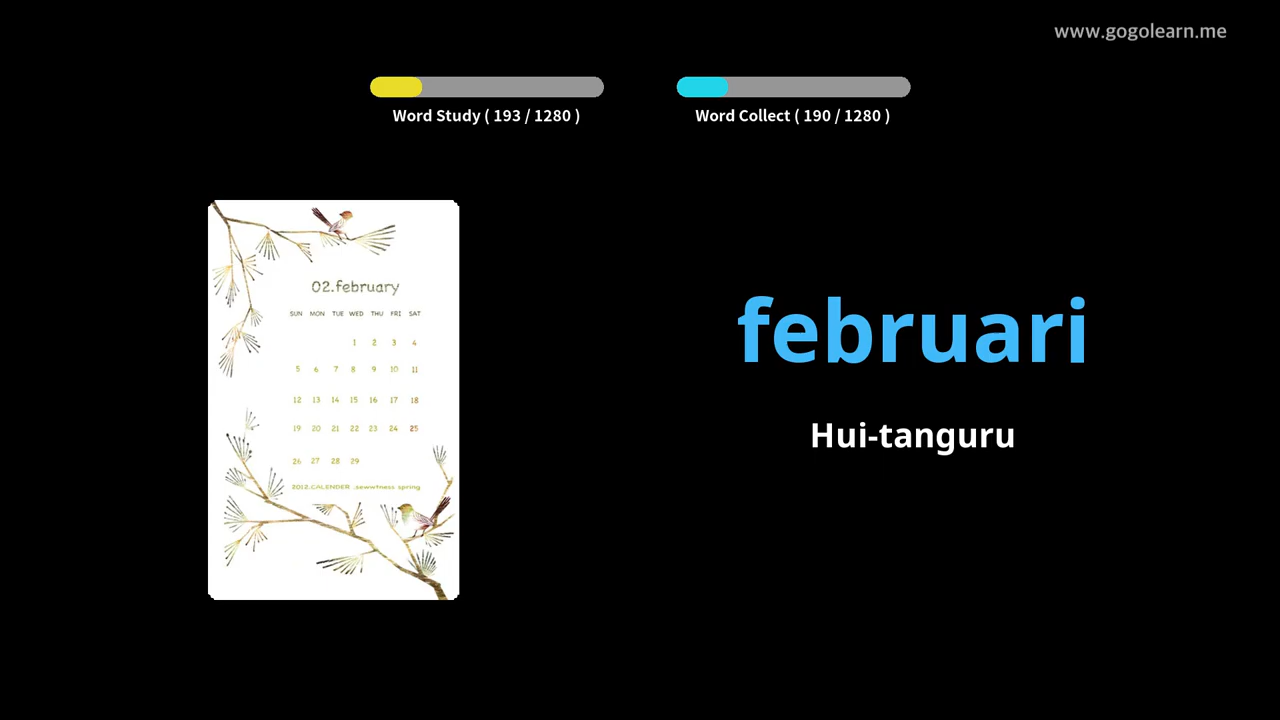 www.gogolearn.me
Word Study ( 193 / 1280 )
Word Collect ( 190 / 1280 )
02.february
SUN MON TUE WED THU FRI SAT
1 2 3 4
5 6 7 8 9 10 11
12 13 14 15 16 17 18
19 20 21 22 23 24 25
26 27 28 29
2012.CALENDER .sewwtness spring
februari
Hui-tanguru